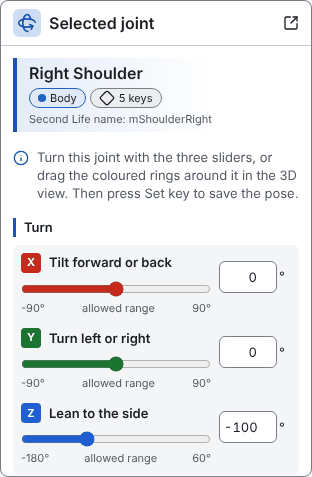 Selected joint
Right Shoulder
Body
5 keys
Second Life name: mShoulderRight
Turn this joint with the three sliders, or
drag the coloured rings around it in the 3D
view. Then press Set key to save the pose.
Turn
X Tilt forward or back
0 °
-90° allowed range 90°
Y Turn left or right
0 °
-90° allowed range 90°
Z Lean to the side
-100 °
-180° allowed range 60°